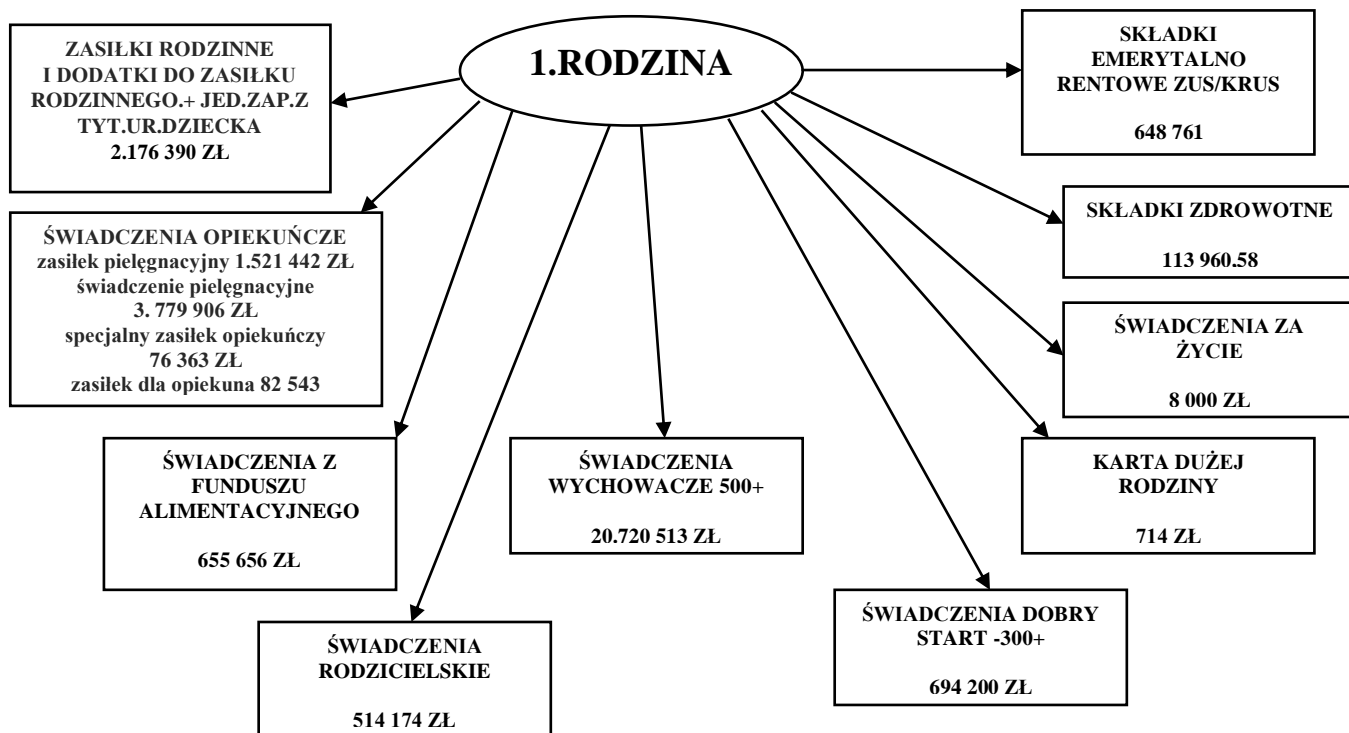 1.RODZINA
ZASIŁKI RODZINNE
I DODATKI DO ZASIŁKU
RODZINNEGO.+ JED.ZAP.Z
TYT.UR.DZIECKA
2.176 390 ZŁ
SKŁADKI
EMERYTALNO
RENTOWE ZUS/KRUS
648 761
ŚWIADCZENIA OPIEKUŃCZE
zasiłek pielęgnacyjny 1.521 442 ZŁ
świadczenie pielęgnacyjne
3. 779 906 ZŁ
specjalny zasiłek opiekuńczy
76 363 ZŁ
zasiłek dla opiekuna 82 543
SKŁADKI ZDROWOTNE
113 960.58
ŚWIADCZENIA ZA
ŻYCIE
8 000 ZŁ
ŚWIADCZENIA Z
FUNDUSZU
ALIMENTACYJNEGO
655 656 ZŁ
ŚWIADCZENIA
WYCHOWACZE 500+
20.720 513 ZŁ
KARTA DUŻEJ
RODZINY
714 ZŁ
ŚWIADCZENIA
RODZICIELSKIE
514 174 ZŁ
ŚWIADCZENIA DOBRY
START -300+
694 200 ZŁ